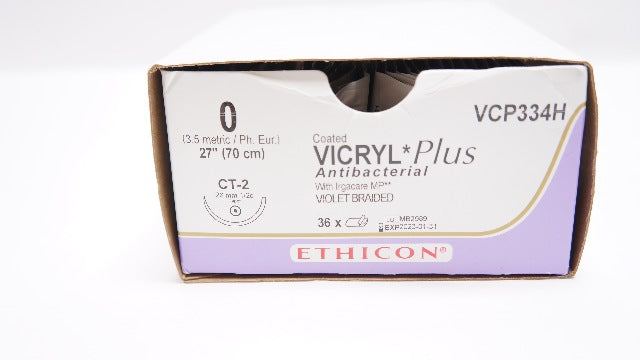 0
(3.5 metric / Ph. Eur.)
27" (70 cm)
CT-2
Coated
VICRYL* Plus
Antibacterial
With Irgacare MP**
VIOLET BRAIDED
36 x
EXP
VCP334H
ETHICON®